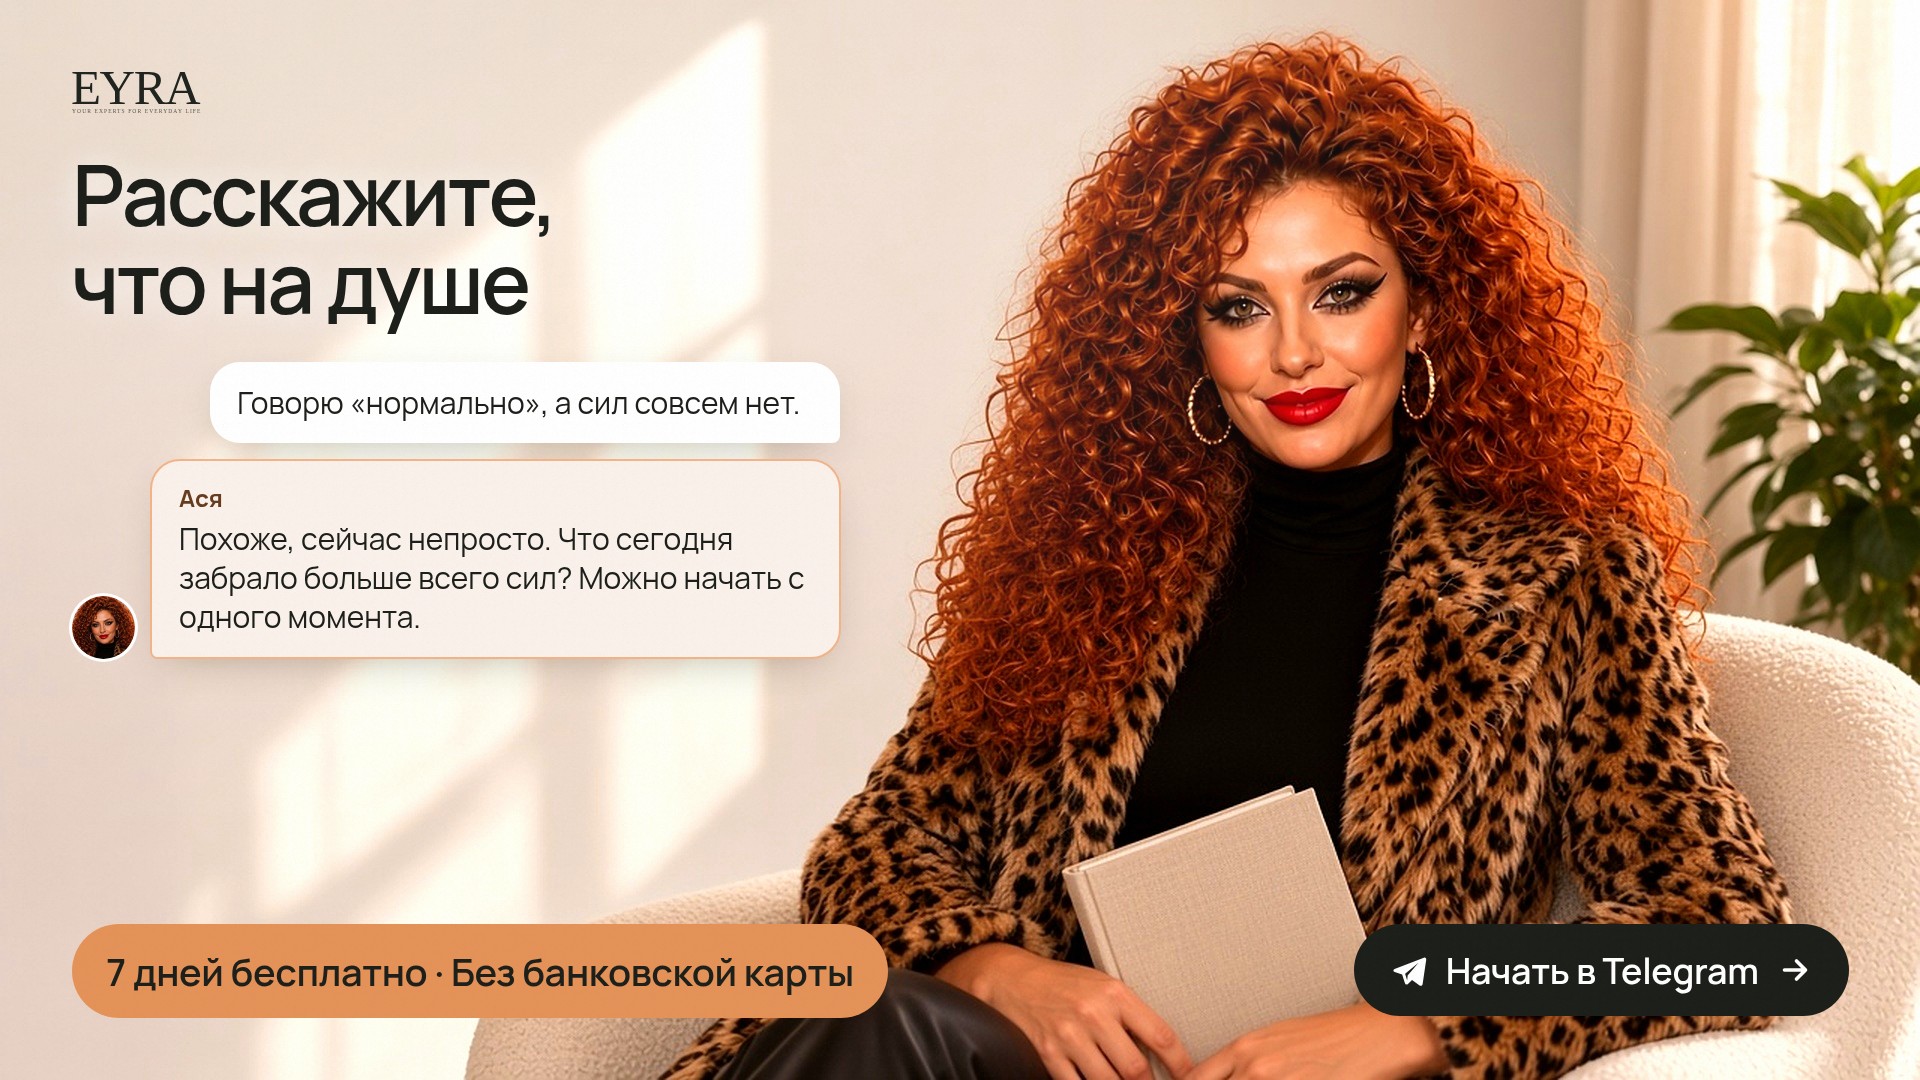 EYRA
YOUR EXPERTS FOR EVERYDAY LIFE
Расскажите,
что на душе
Говорю «нормально», а сил совсем нет.
Ася
Похоже, сейчас непросто. Что сегодня
забрало больше всего сил? Можно начать с
одного момента.
7 дней бесплатно · Без банковской карты
Начать в Telegram →